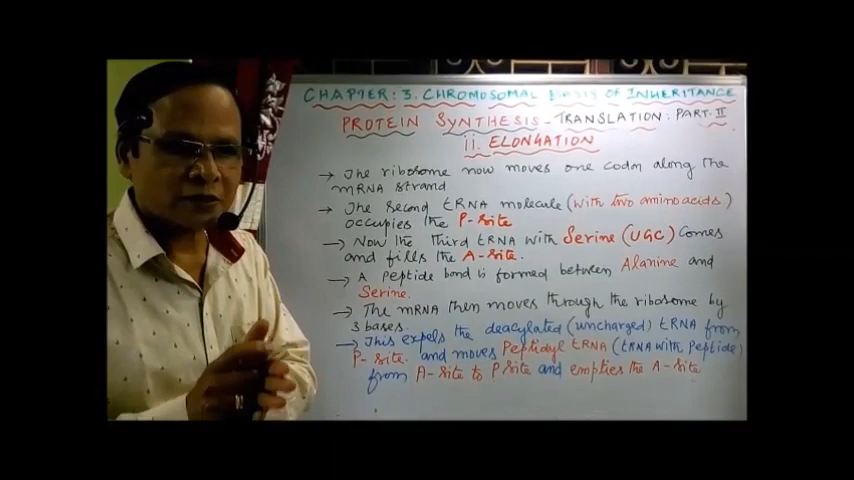 CHAPTER: 3. CHROMOSOMAL BASIS OF INHERITANCE
PROTEIN SYNTHESIS - TRANSLATION: PART. II
ii. ELONGATION
→ The ribosome now moves one codon along the
mRNA strand
→ The second tRNA molecule (with two amino acids)
occupies the P-site
→ Now the third tRNA with Serine (UGC) comes
and fills the A-site.
→ A peptide bond is formed between Alanine and
Serine.
→ The mRNA then moves through the ribosome by
3 bases.
→ This expels the deacylated (uncharged) tRNA from
P-site. and moves Peptidyl tRNA (tRNA with Peptide)
from A-site to P site and empties the A-site